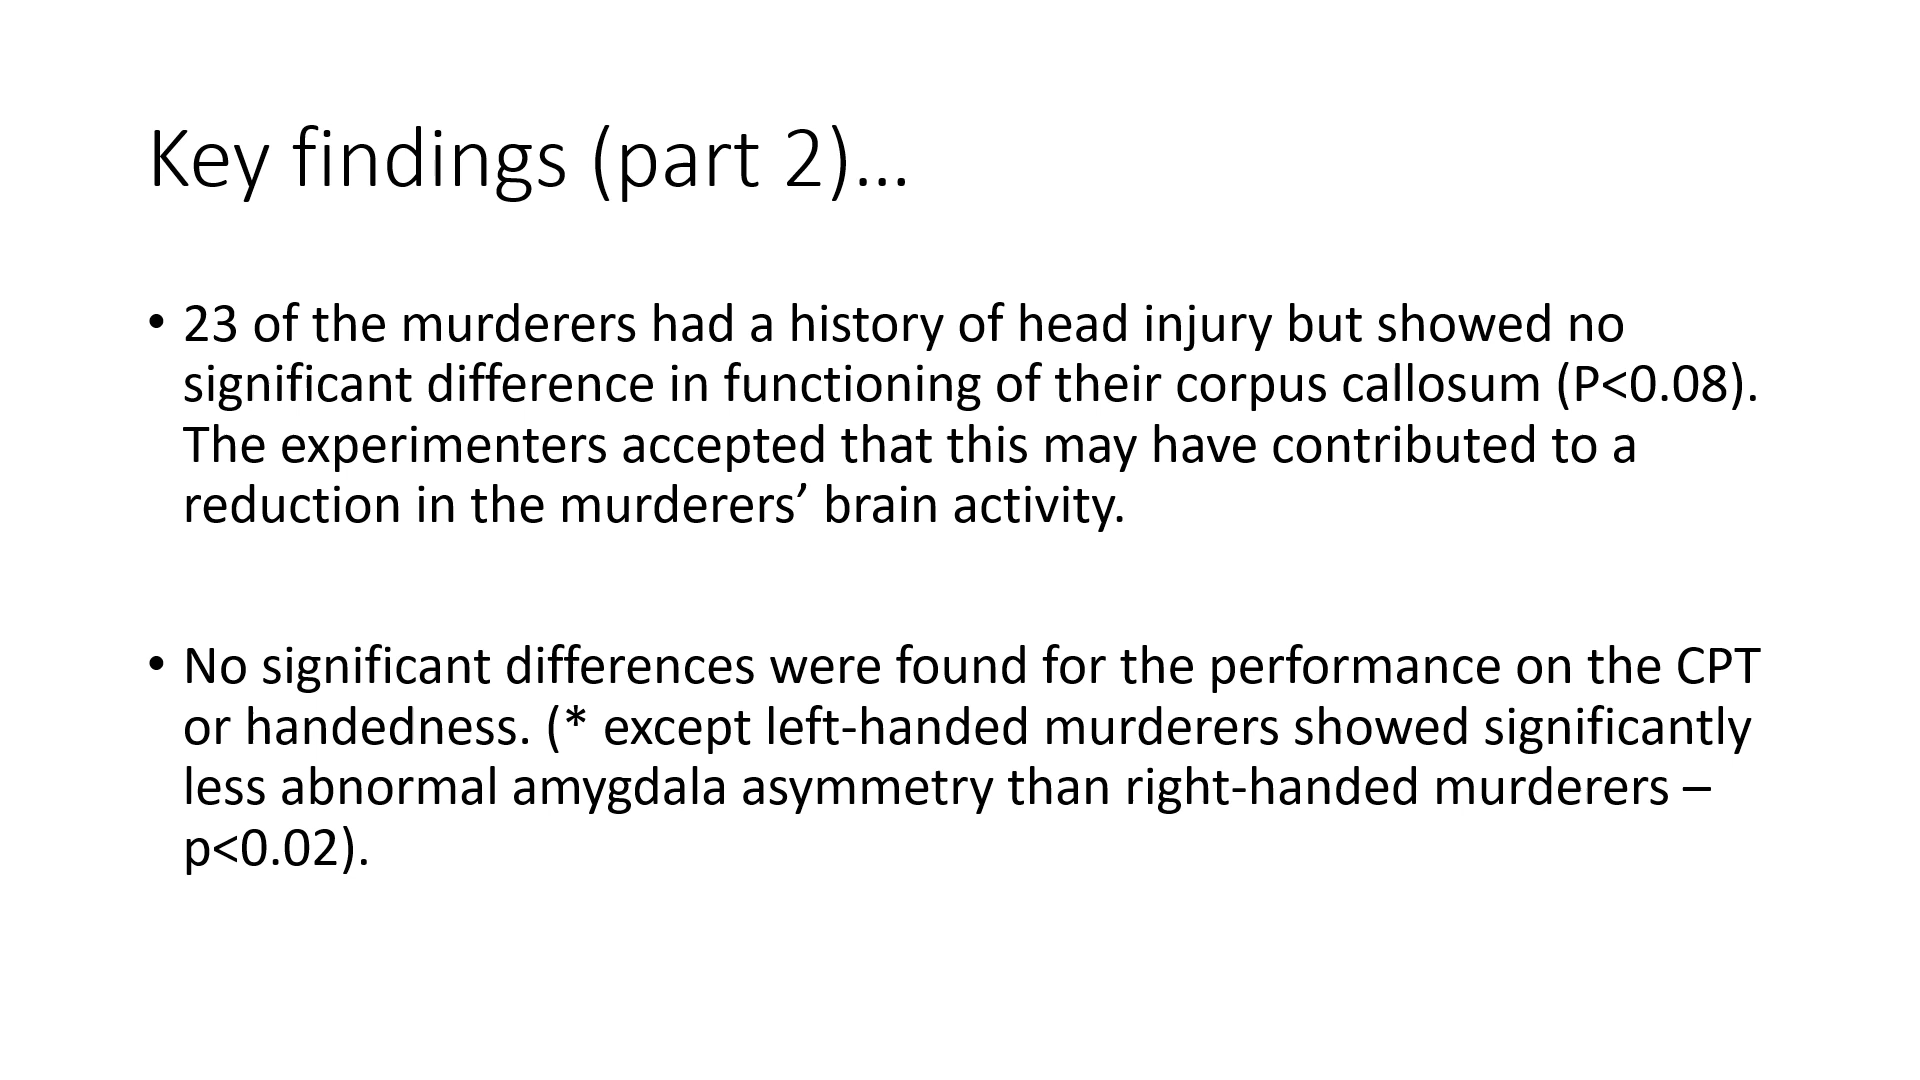 Key findings (part 2)…
• 23 of the murderers had a history of head injury but showed no
significant difference in functioning of their corpus callosum (P<0.08).
The experimenters accepted that this may have contributed to a
reduction in the murderers’ brain activity.
• No significant differences were found for the performance on the CPT
or handedness. (* except left-handed murderers showed significantly
less abnormal amygdala asymmetry than right-handed murderers –
p<0.02).